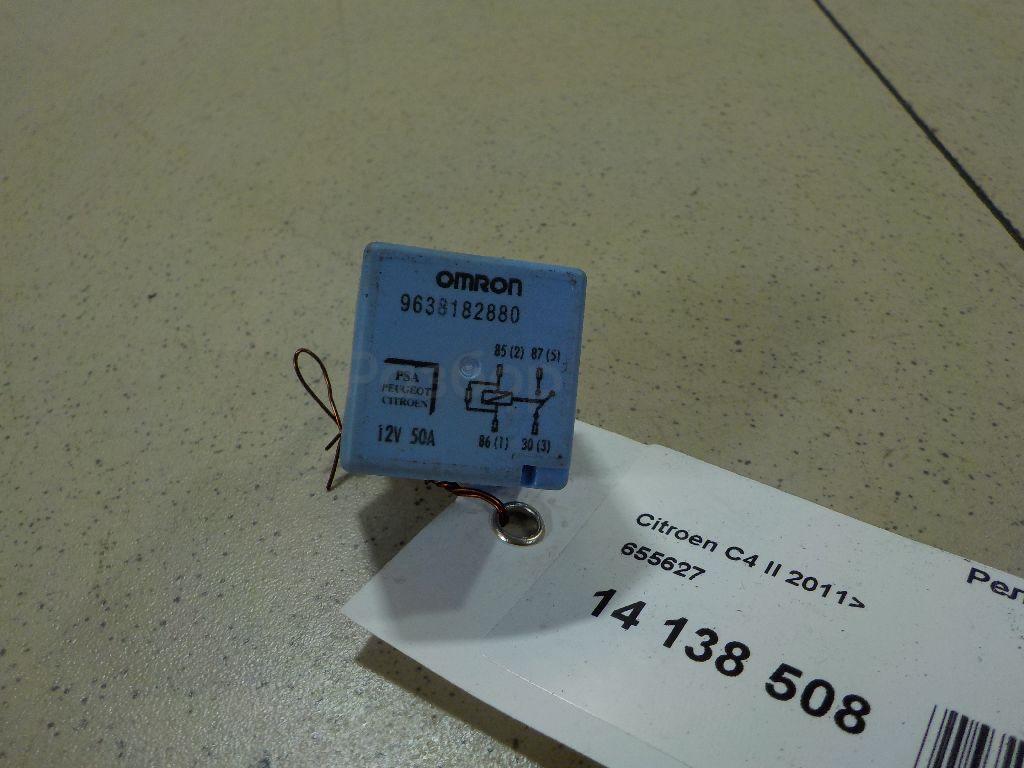 OMRON
9638182880
85 (2) 87 (5)
PSA
PEUGEOT
CITROËN
12V 50A
86 (1) 30 (3)
Citroen C4 II 2011>
655627
14 138 508